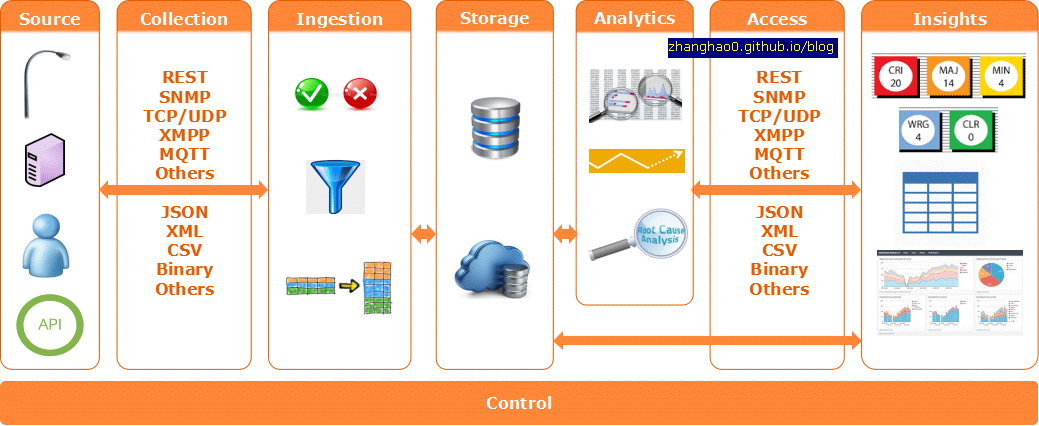 Source
Collection
Ingestion
Storage
Analytics
Access
Insights
zhanghao0.github.io/blog
API
REST
SNMP
TCP/UDP
XMPP
MQTT
Others
JSON
XML
CSV
Binary
Others
Root Cause
Analysis
REST
SNMP
TCP/UDP
XMPP
MQTT
Others
JSON
XML
CSV
Binary
Others
CRI
20
MAJ
14
MIN
4
WRG
4
CLR
0
Control